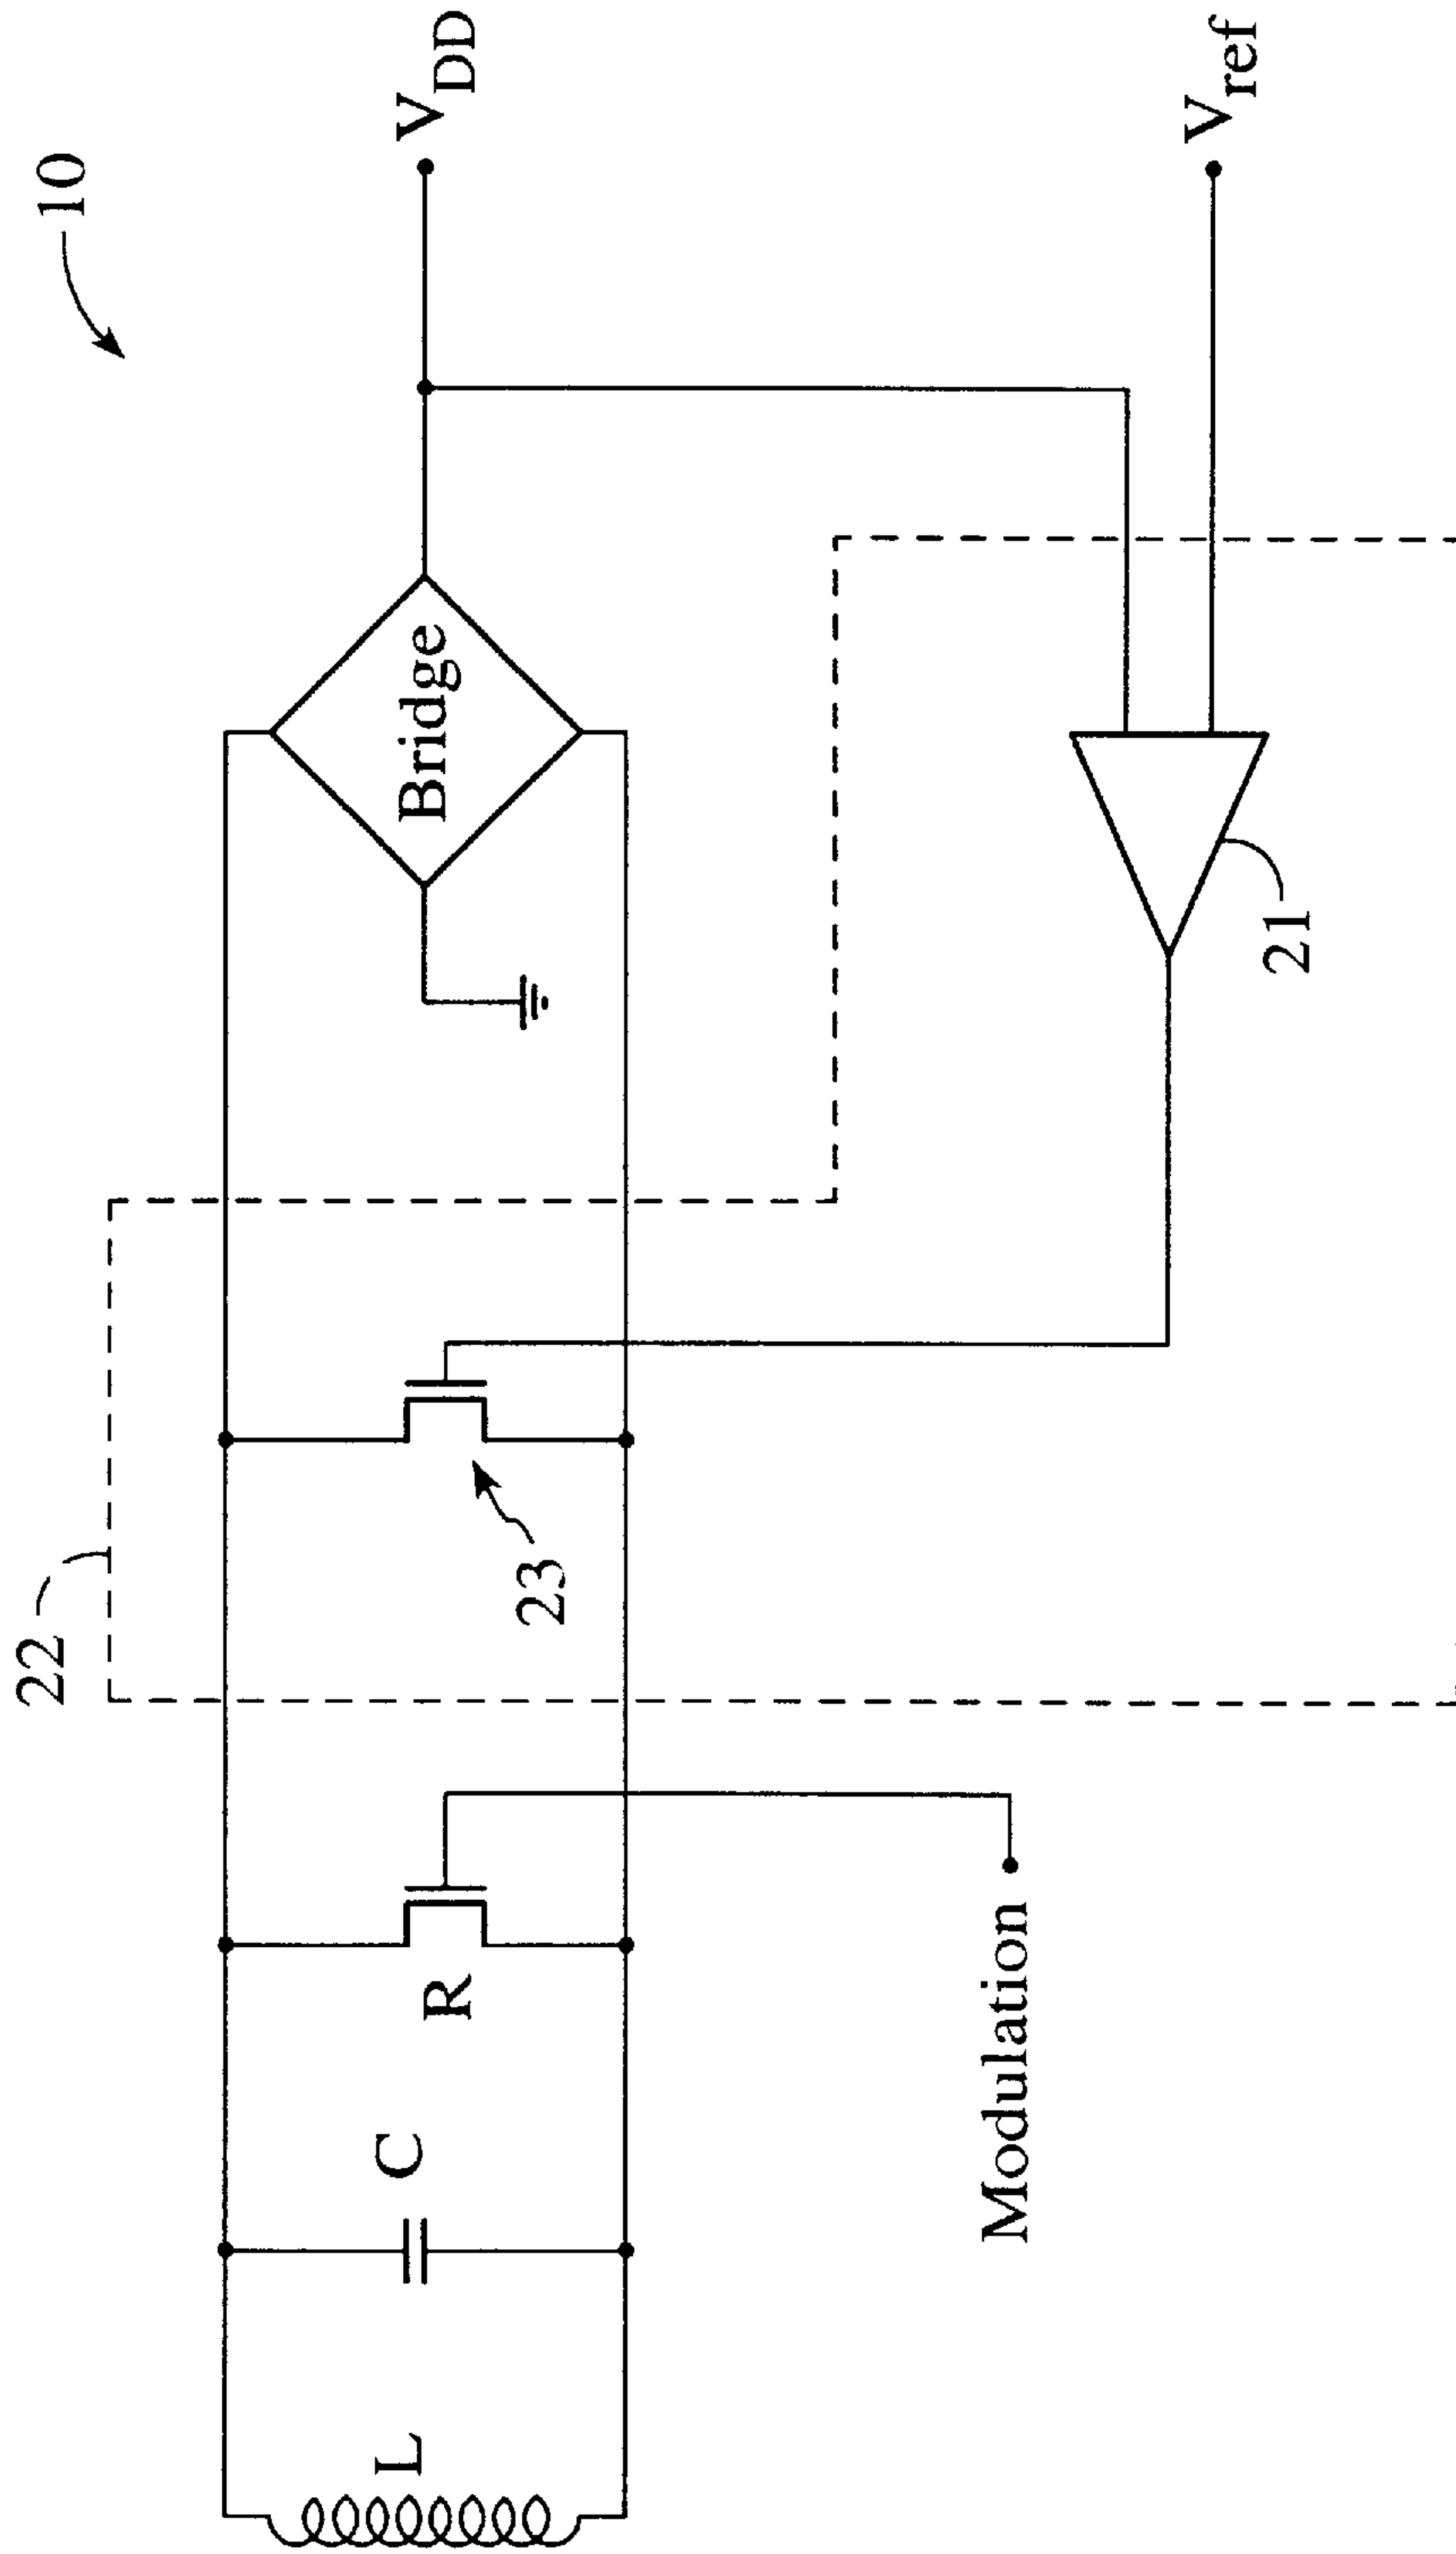 10
22
V_DD
Bridge
23
R
C
L
21
V_ref
Modulation